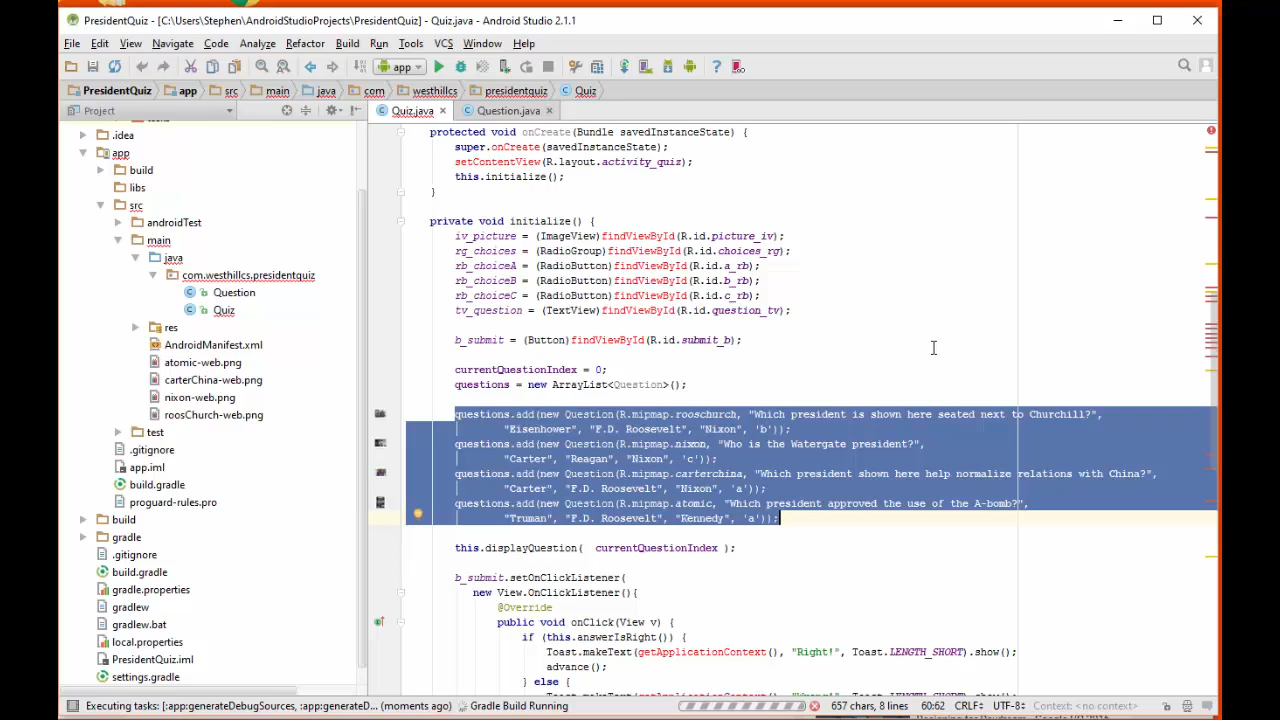 PresidentQuiz - [C:\Users\Stephen\AndroidStudioProjects\PresidentQuiz] - Quiz.java - Android Studio 2.1.1
File Edit View Navigate Code Analyze Refactor Build Run Tools VCS Window Help
app
PresidentQuiz app src main java com westhillcs presidentquiz Quiz
Project
Quiz.java Question.java
.idea
app
build
libs
src
androidTest
main
java
com.westhillcs.presidentquiz
Question
Quiz
res
AndroidManifest.xml
atomic-web.png
carterChina-web.png
nixon-web.png
roosChurch-web.png
test
.gitignore
app.iml
build.gradle
proguard-rules.pro
build
gradle
.gitignore
build.gradle
gradle.properties
gradlew
gradlew.bat
local.properties
PresidentQuiz.iml
settings.gradle
protected void onCreate(Bundle savedInstanceState) {
super.onCreate(savedInstanceState);
setContentView(R.layout.activity_quiz);
this.initialize();
}
private void initialize() {
iv_picture = (ImageView)findViewById(R.id.picture_iv);
rg_choices = (RadioGroup)findViewById(R.id.choices_rg);
rb_choiceA = (RadioButton)findViewById(R.id.a_rb);
rb_choiceB = (RadioButton)findViewById(R.id.b_rb);
rb_choiceC = (RadioButton)findViewById(R.id.c_rb);
tv_question = (TextView)findViewById(R.id.question_tv);
b_submit = (Button)findViewById(R.id.submit_b);
currentQuestionIndex = 0;
questions = new ArrayList<Question>();
questions.add(new Question(R.mipmap.rooschurch, "Which president is shown here seated next to Churchill?",
"Eisenhower", "F.D. Roosevelt", "Nixon", 'b'));
questions.add(new Question(R.mipmap.nixon, "Who is the Watergate president?",
"Carter", "Reagan", "Nixon", 'c'));
questions.add(new Question(R.mipmap.carterchina, "Which president shown here help normalize relations with China?",
"Carter", "F.D. Roosevelt", "Nixon", 'a'));
questions.add(new Question(R.mipmap.atomic, "Which president approved the use of the A-bomb?",
"Truman", "F.D. Roosevelt", "Kennedy", 'a'));
this.displayQuestion( currentQuestionIndex );
b_submit.setOnClickListener(
new View.OnClickListener(){
@Override
public void onClick(View v) {
if (this.answerIsRight()) {
Toast.makeText(getApplicationContext(), "Right!", Toast.LENGTH_SHORT).show();
advance();
} else {
Executing tasks: [:app:generateDebugSources, :app:generateD... (moments ago) Gradle Build Running 657 chars, 8 lines 60:62 CRLF÷ UTF-8÷ Context: <no context>